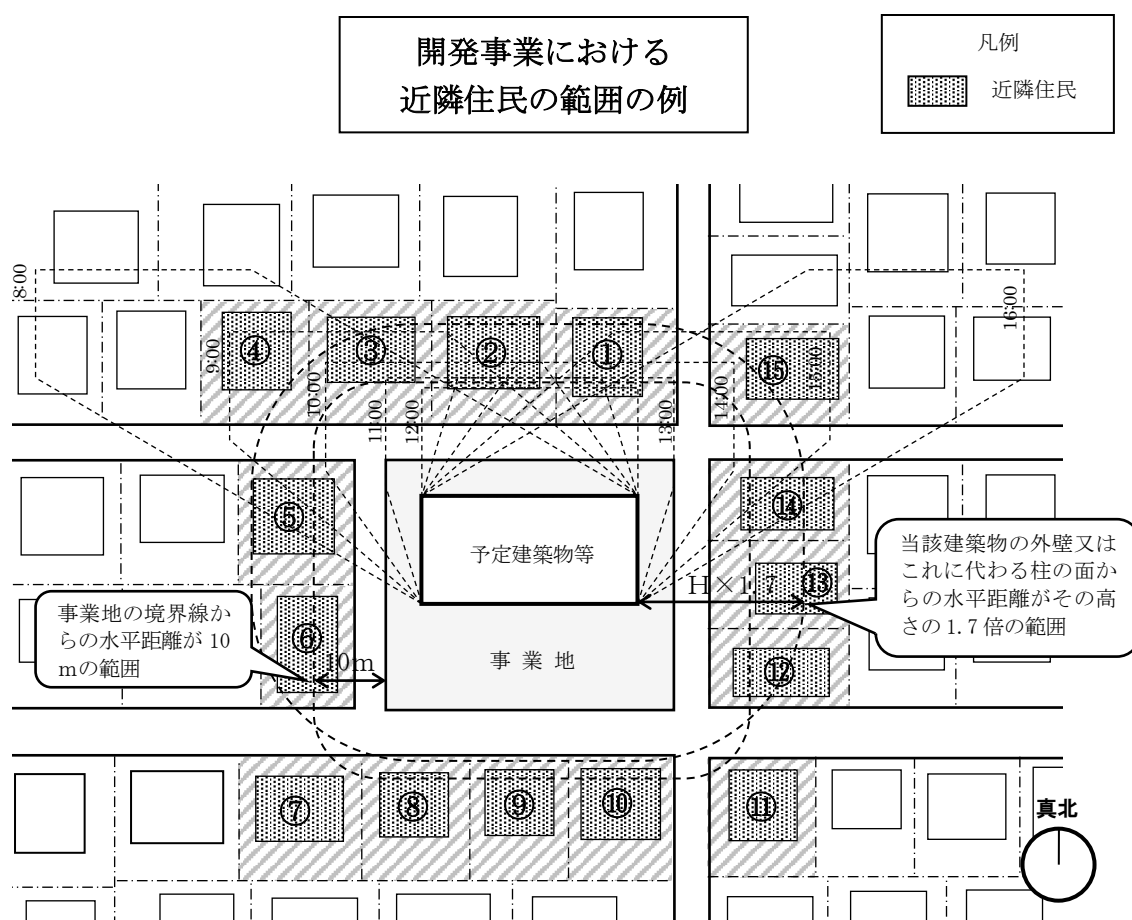 開発事業における
近隣住民の範囲の例
凡例
近隣住民
8:00
9:00
10:00
11:00
12:00
13:00
14:00
15:00
16:00
④
③
②
①
⑮
⑤
⑭
予定建築物等
H×1.7
⑬
当該建築物の外壁又は
これに代わる柱の面か
らの水平距離がその高
さの1.7倍の範囲
事業地の境界線か
らの水平距離が 10
mの範囲
⑥
10m
事 業 地
⑫
⑦
⑧
⑨
⑩
⑪
真北